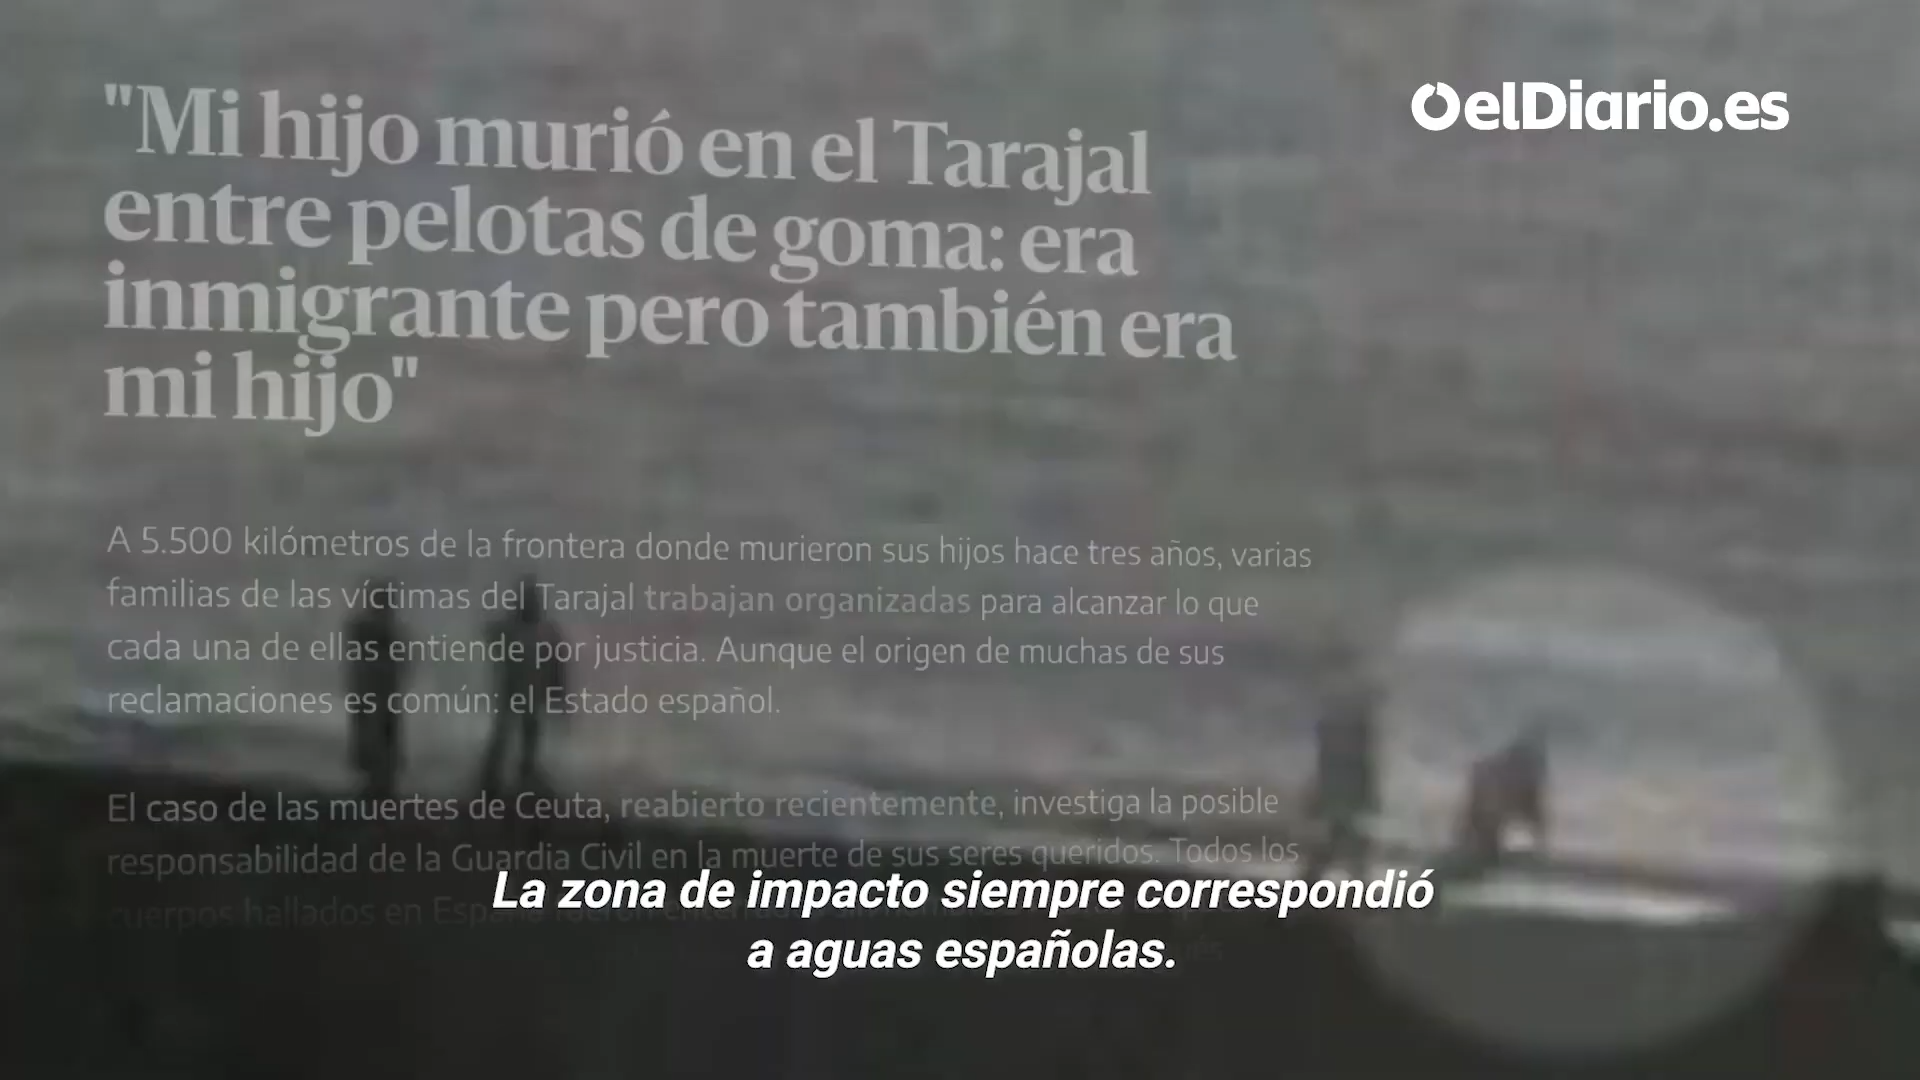 elDiario.es
"Mi hijo murió en el Tarajal
entre pelotas de goma: era
inmigrante pero también era
mi hijo"
A 5.500 kilómetros de la frontera donde murieron sus hijos hace tres años, varias
familias de las víctimas del Tarajal trabajan organizadas para alcanzar lo que
cada una de ellas entiende por justicia. Aunque el origen de muchas de sus
reclamaciones es común: el Estado español.
El caso de las muertes de Ceuta, reabierto recientemente, investiga la posible
responsabilidad de la Guardia Civil en la muerte de sus seres queridos. Todos los
cuerpos hallados en España
La zona de impacto siempre correspondió
a aguas españolas.